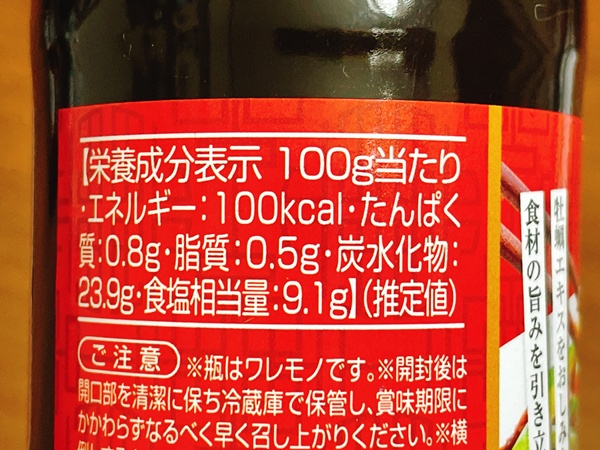 【栄養成分表示 100g当たり
・エネルギー：100kcal・たんぱく
質：0.8g・脂質：0.5g・炭水化物：
23.9g・食塩相当量：9.1g】（推定値）
ご注意 ※瓶はワレモノです。※開封後は
開口部を清潔に保ち冷蔵庫で保管し、賞味期限に
かかわらずなるべく早く召し上がりください。※横
牡蠣エキスをおしみ
食材の旨みを引き立